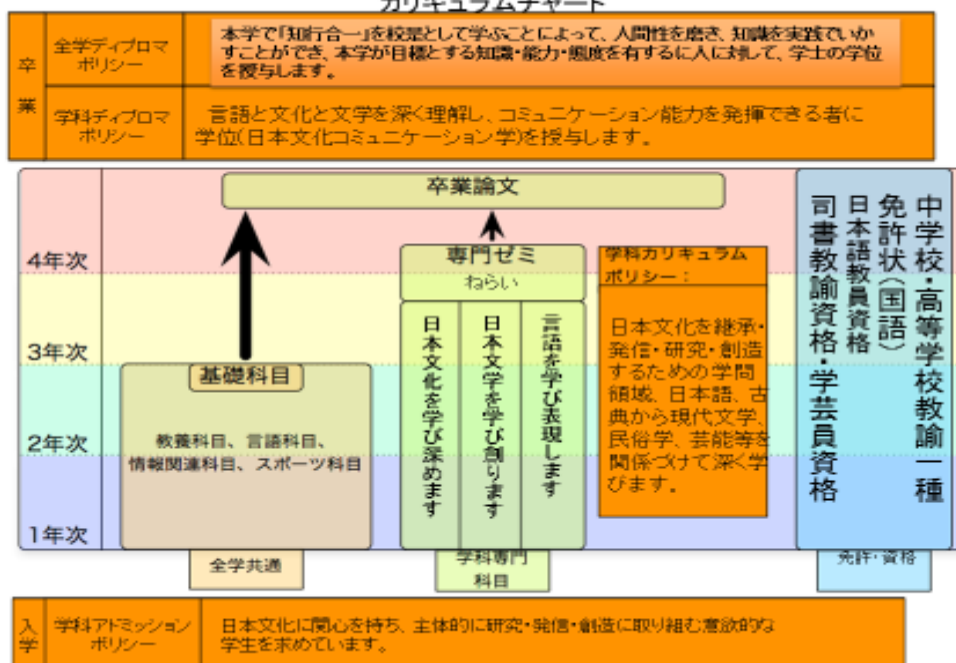 カリキュラムチャート
卒業
全学ディプロマ
ポリシー
本学で「知行合一」を校是として学ぶことによって、人間性を磨き、知識を実践でいか
すことができ、本学が目標とする知識・能力・態度を有するに人に対して、学士の学位
を授与します。
学科ディプロマ
ポリシー
言語と文化と文学を深く理解し、コミュニケーション能力を発揮できる者に
学位(日本文化コミュニケーション学)を授与します。
卒業論文
4年次
3年次
2年次
1年次
基礎科目
教養科目、言語科目、
情報関連科目、スポーツ科目
全学共通
専門ゼミ
ねらい
言語を学び表現します
日本文学を学び創ります
日本文化を学び深めます
学科専門
科目
学科カリキュラム
ポリシー：
日本文化を継承・
発信・研究・創造
するための学問
領域、日本語、古
典から現代文学、
民俗学、芸能等を
関係づけて深く学
びます。
中学校・高等学校教諭一種
免許状(国語)
日本語教員資格
司書教諭資格・学芸員資格
免許・資格
入学
学科アドミッション
ポリシー
日本文化に関心を持ち、主体的に研究・発信・創造に取り組む意欲的な
学生を求めています。